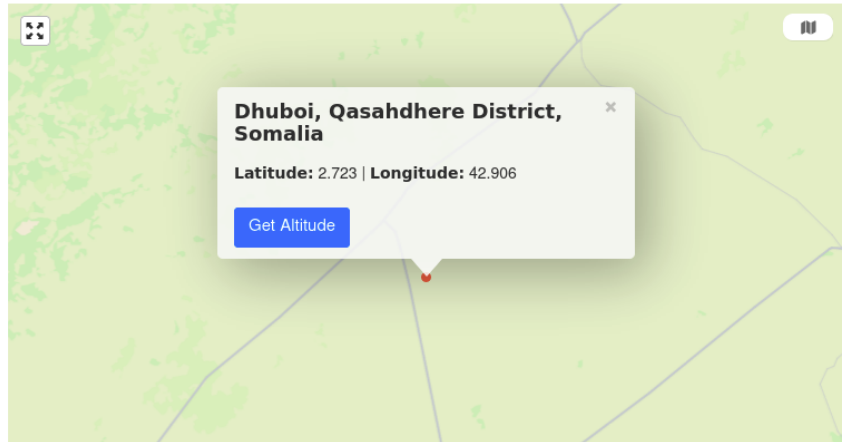 Dhuboi, Qasahdhere District,
Somalia
Latitude: 2.723 | Longitude: 42.906
Get Altitude